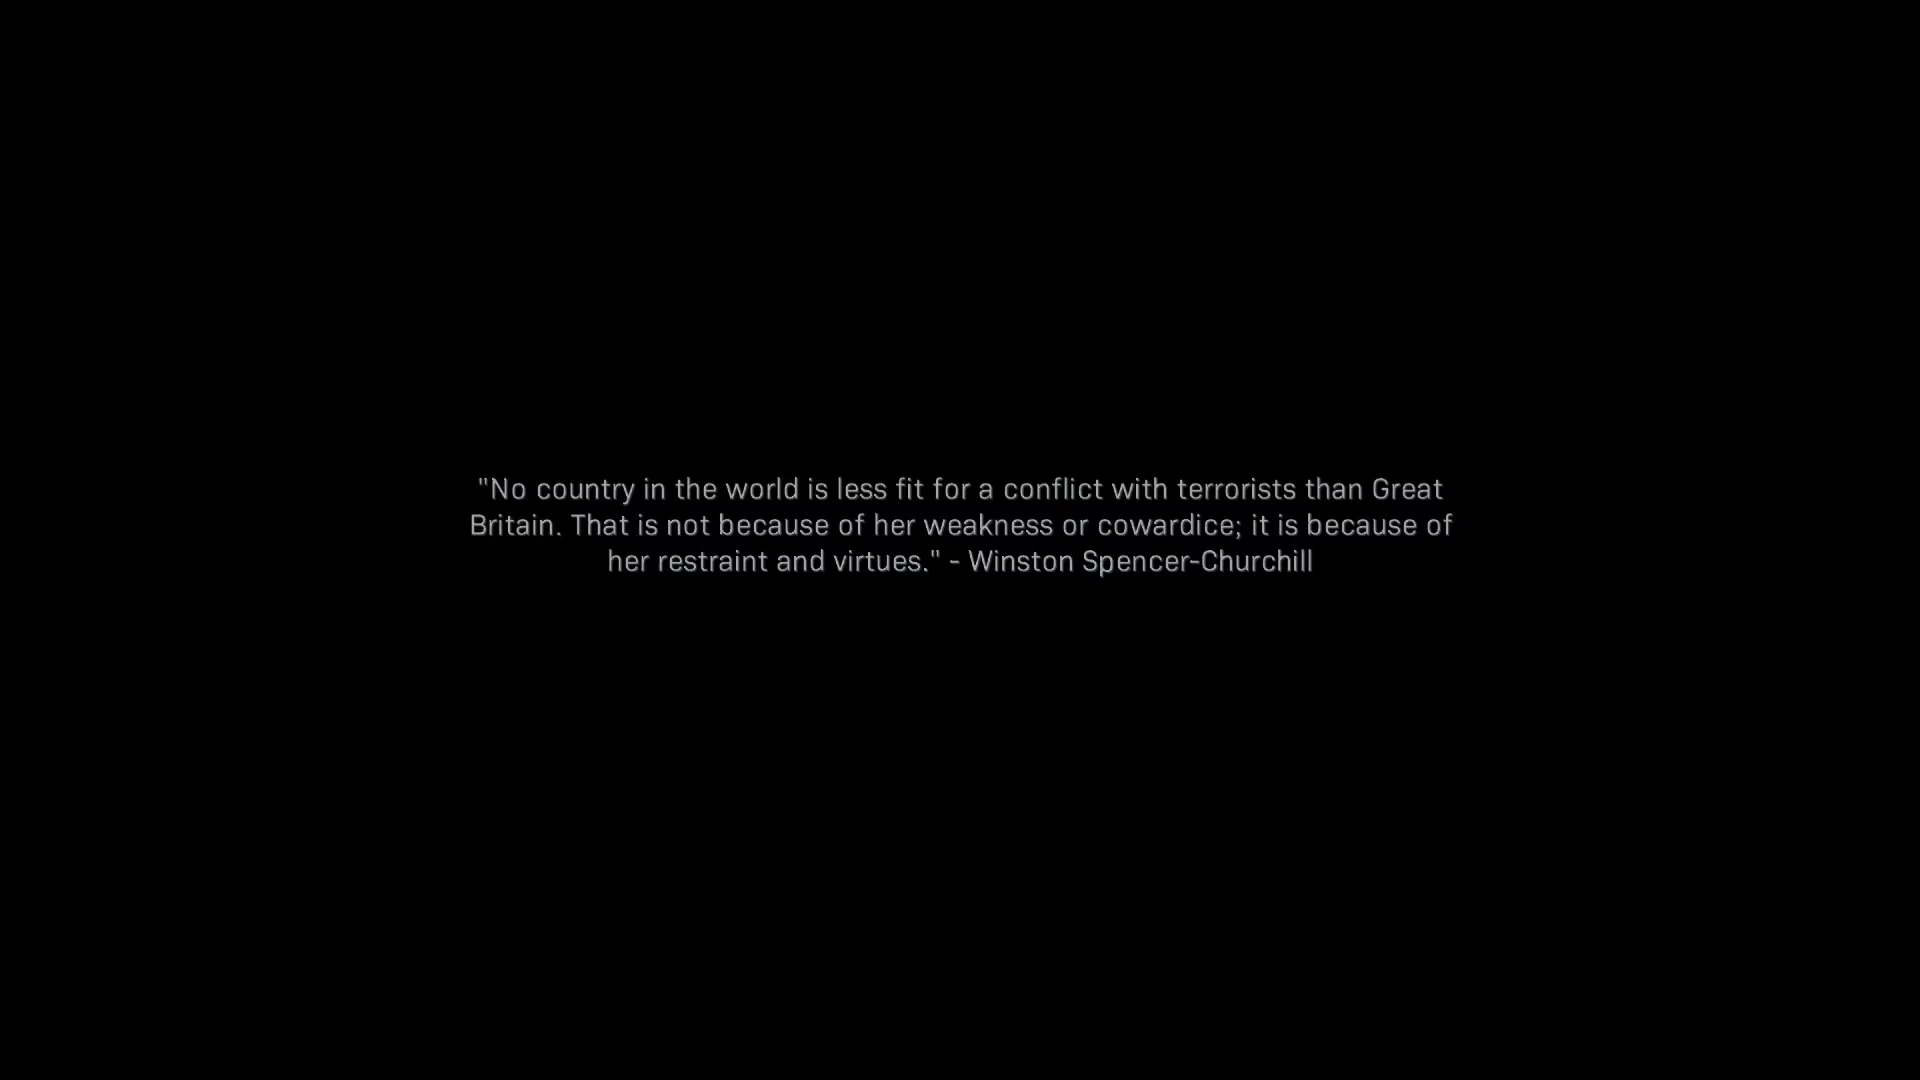 "No country in the world is less fit for a conflict with terrorists than Great
Britain. That is not because of her weakness or cowardice; it is because of
her restraint and virtues." - Winston Spencer-Churchill